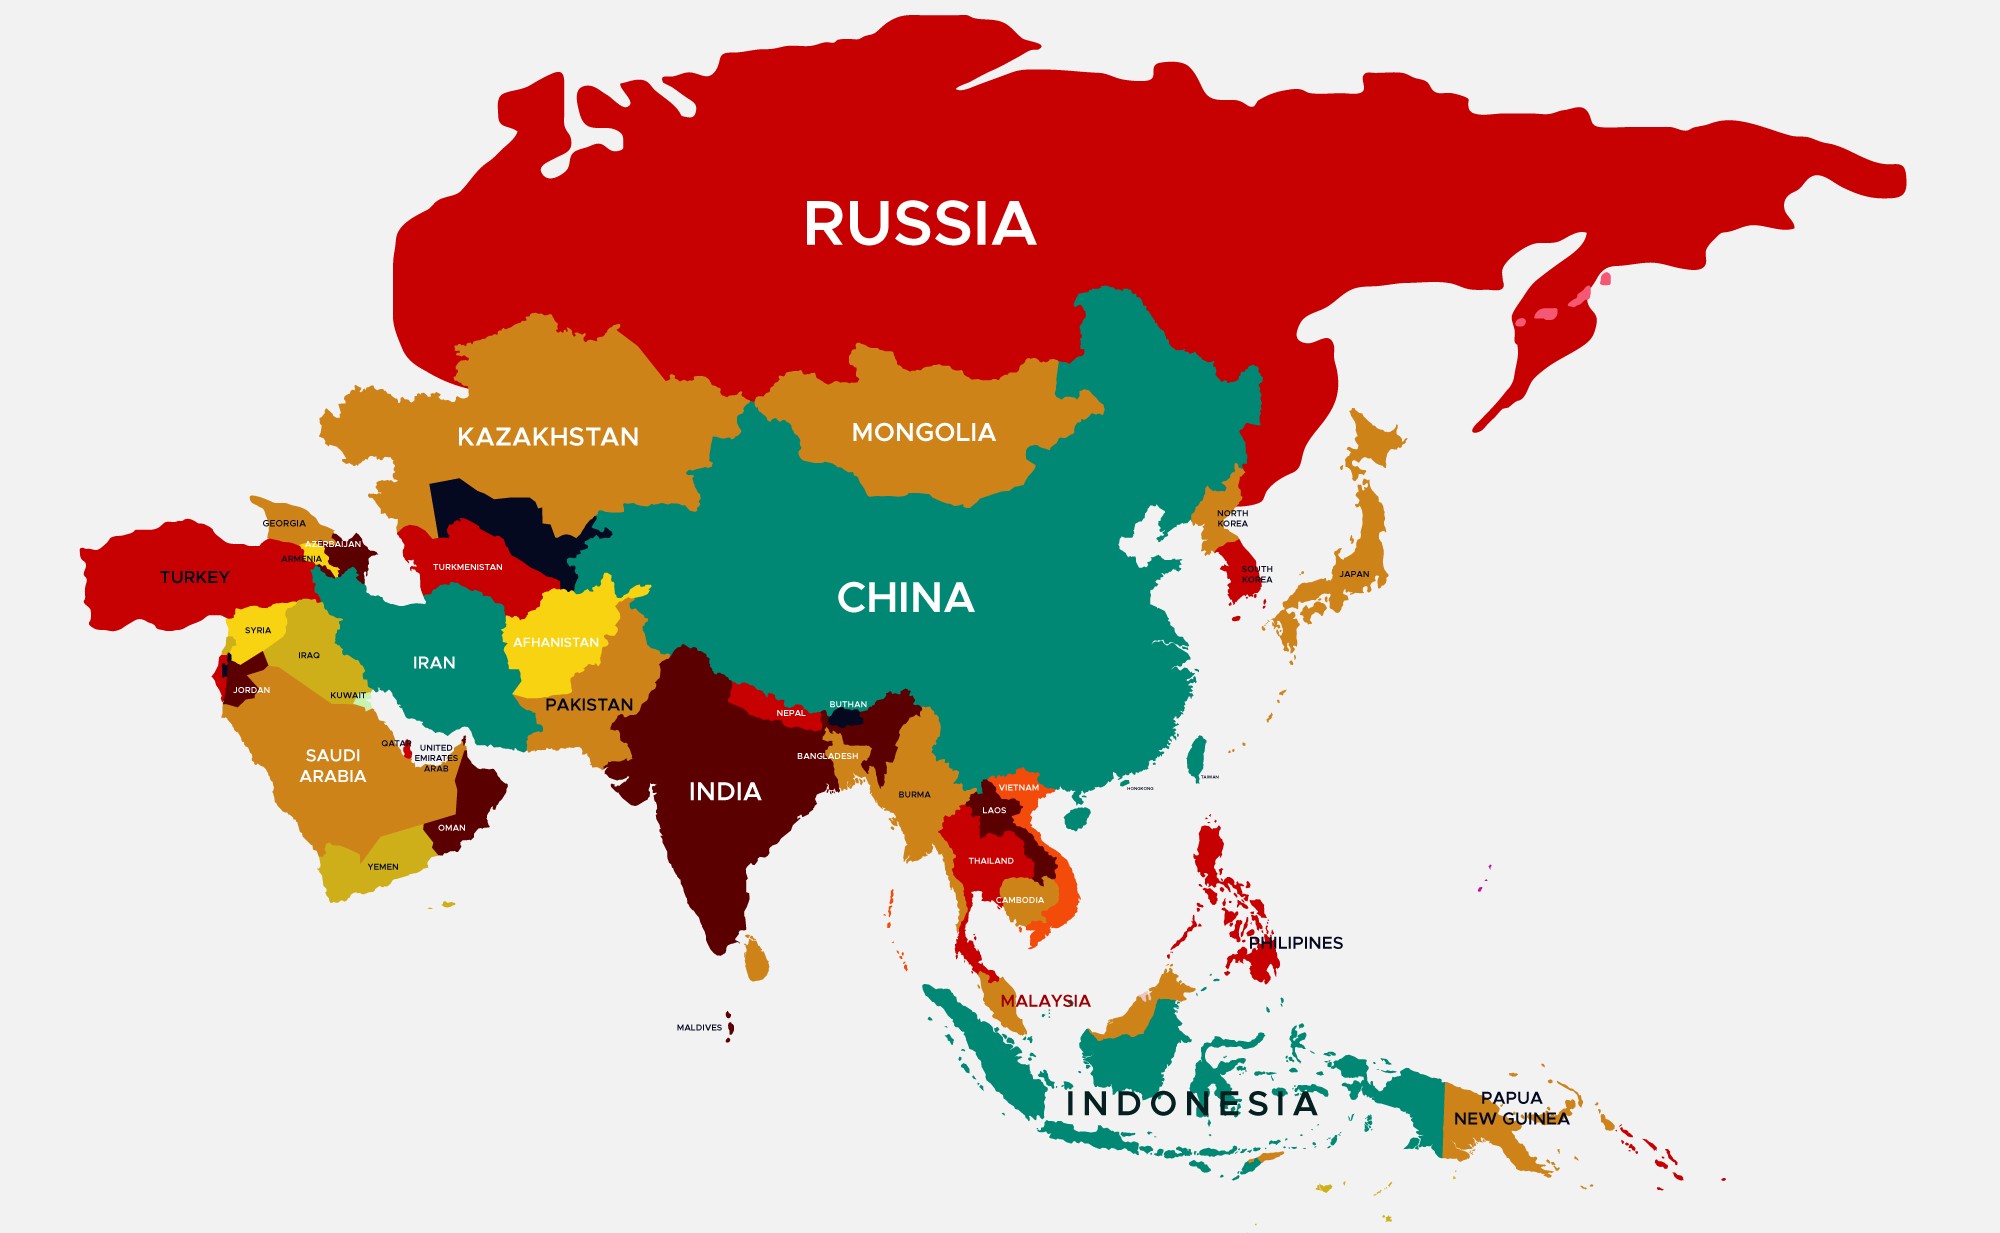 RUSSIA
KAZAKHSTAN
MONGOLIA
GEORGIA
AZERBAIJAN
ARMENIA
TURKEY
TURKMENISTAN
CHINA
NORTH
KOREA
SOUTH
KOREA
JAPAN
SYRIA
IRAQ
IRAN
AFHANISTAN
JORDAN
KUWAIT
PAKISTAN
NEPAL
BUTHAN
QATAR
UNITED
EMIRATES
ARAB
SAUDI
ARABIA
BANGLADESH
INDIA
BURMA
VIETNAM
LAOS
HONGKONG
TAIWAN
OMAN
YEMEN
THAILAND
CAMBODIA
PHILIPINES
MALAYSIA
MALDIVES
INDONESIA
PAPUA
NEW GUINEA